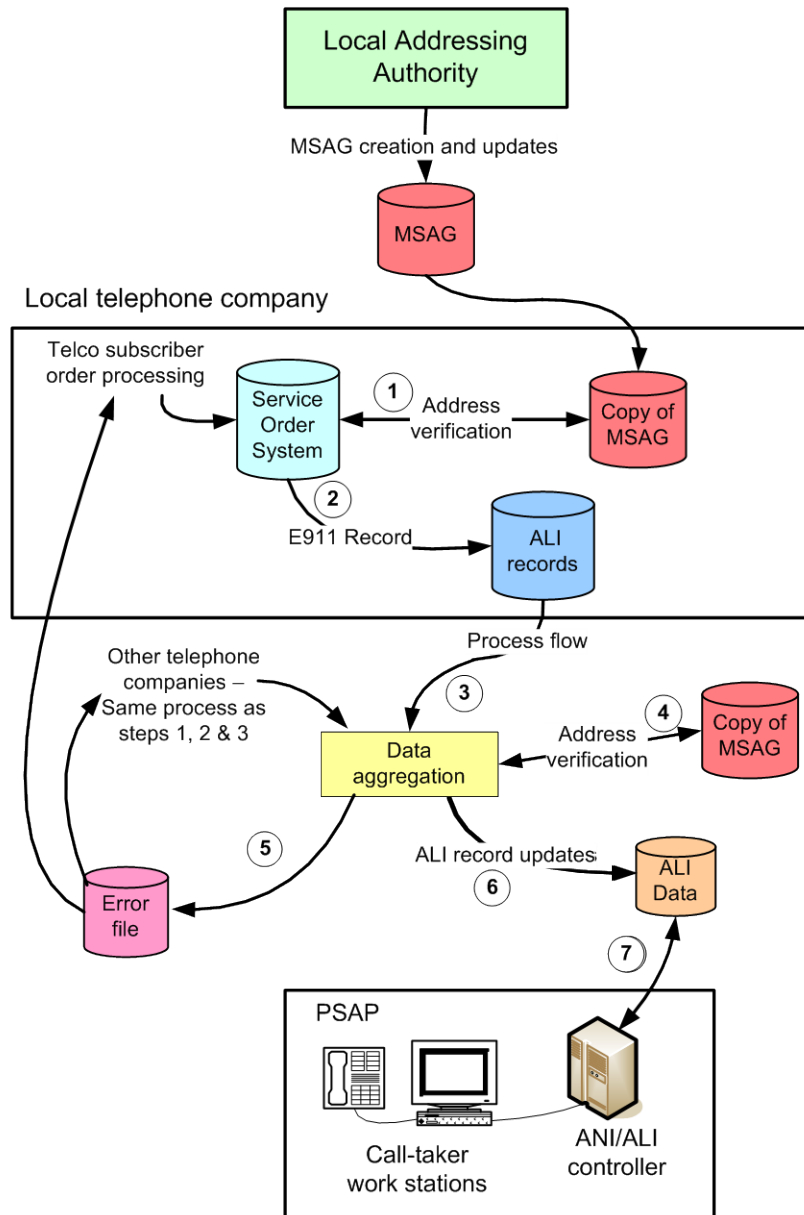 Local Addressing
Authority
MSAG creation and updates
MSAG
Local telephone company
Telco subscriber
order processing
Service
Order
System
1
Address
verification
Copy of
MSAG
2
E911 Record
ALI
records
Process flow
3
Other telephone
companies –
Same process as
steps 1, 2 & 3
Data
aggregation
Address
verification
4
Copy of
MSAG
5
ALI record updates
6
Error
file
ALI
Data
7
PSAP
Call-taker
work stations
ANI/ALI
controller